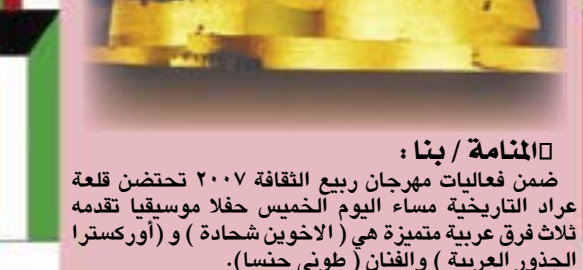 المنامة / بنا :
ضمن فعاليات مهرجان ربيع الثقافة ٢٠٠٧ تحتضن قلعة
عراد التاريخية مساء اليوم الخميس حفلا موسيقيا تقدمه
ثلاث فرق عربية متميزة هي ( الاخوين شحادة ) و (أوركسترا
الجذور العربية ) والفنان ( طوني حنسا).